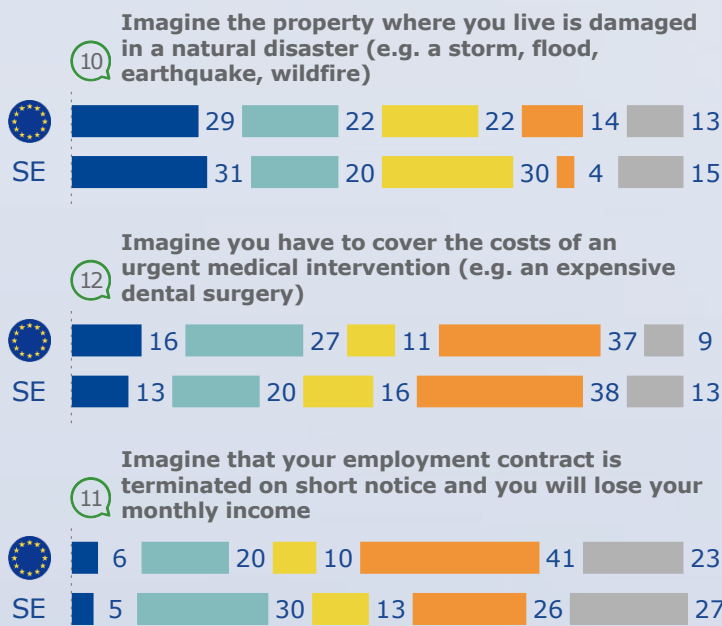 Imagine the property where you live is damaged
in a natural disaster (e.g. a storm, flood,
earthquake, wildfire)
10
29 22 22 14 13
SE 31 20 30 4 15
Imagine you have to cover the costs of an
urgent medical intervention (e.g. an expensive
dental surgery)
12
16 27 11 37 9
SE 13 20 16 38 13
Imagine that your employment contract is
terminated on short notice and you will lose your
monthly income
11
6 20 10 41 23
SE 5 30 13 26 27